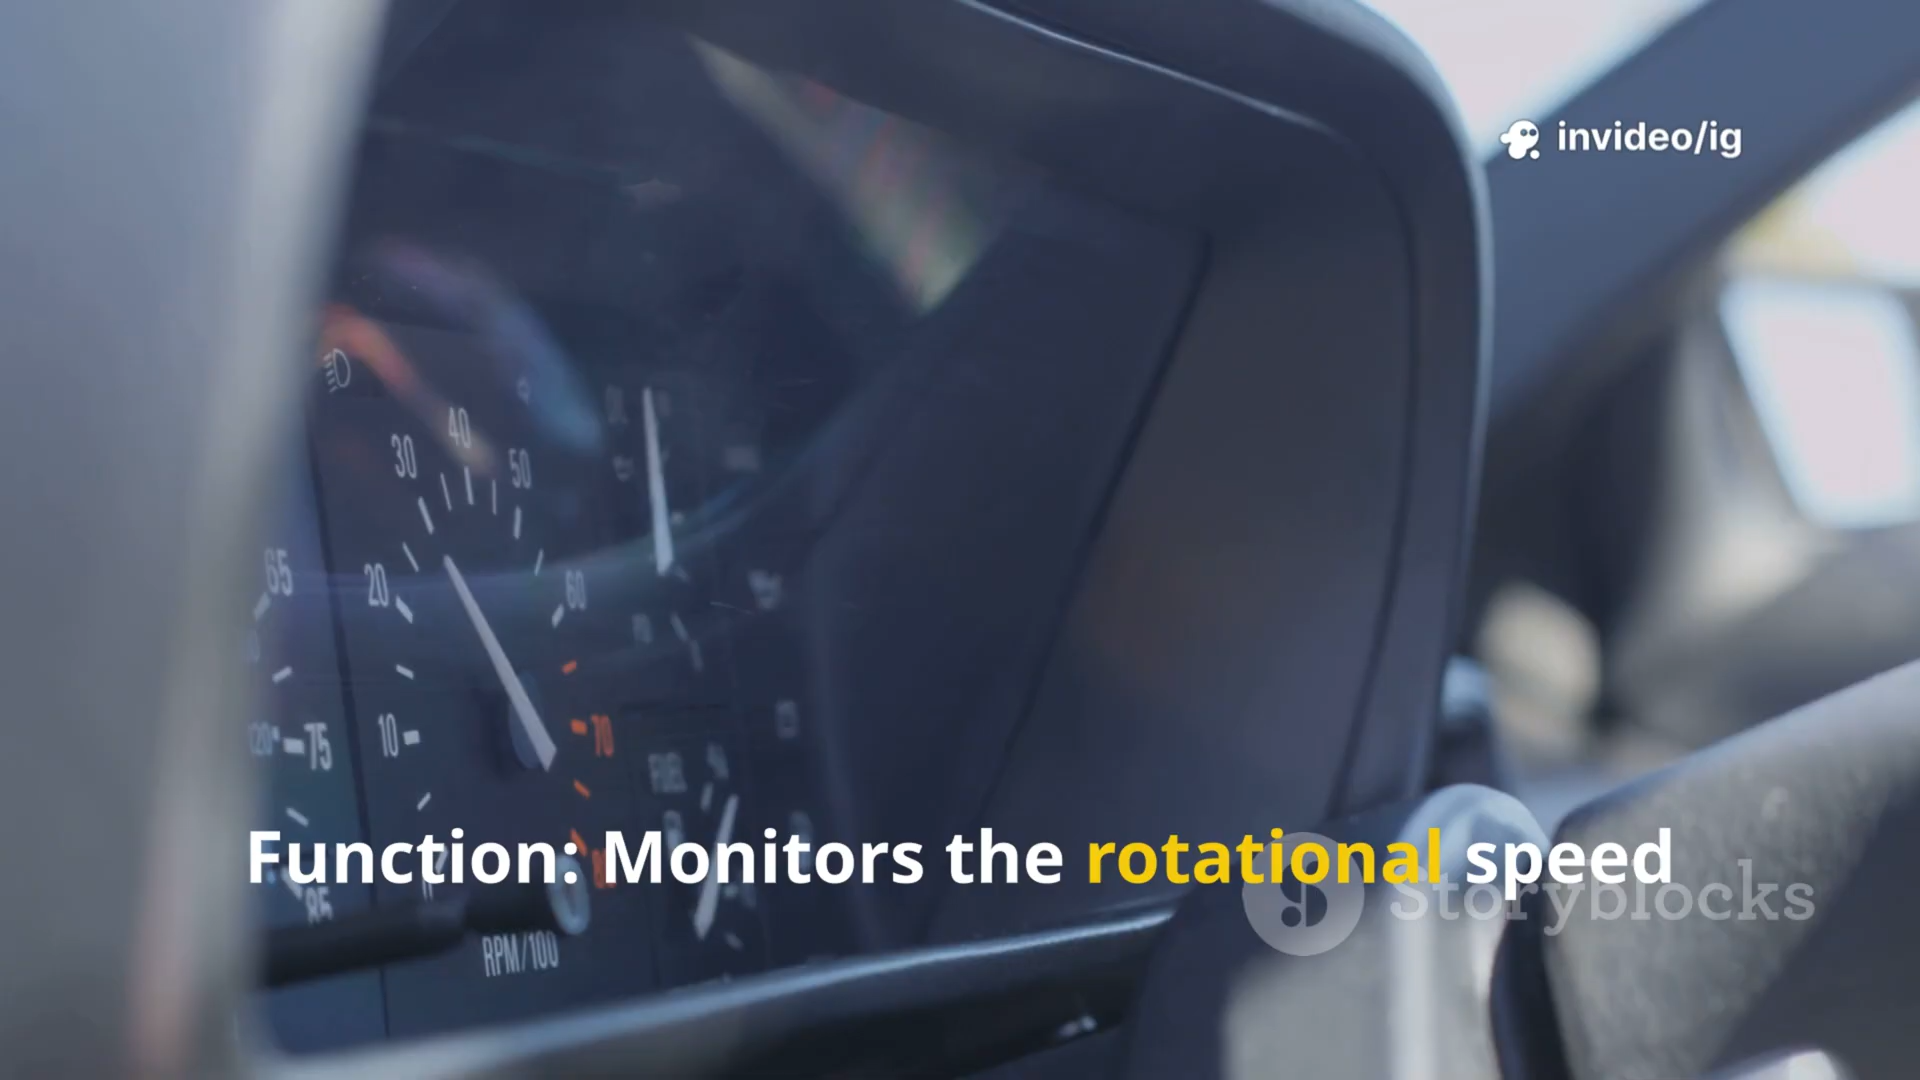 invideo/ig
40
30
50
65
20
60
75
10
70
FUEL
Function: Monitors the rotational speed
Storyblocks
85
RPM/100